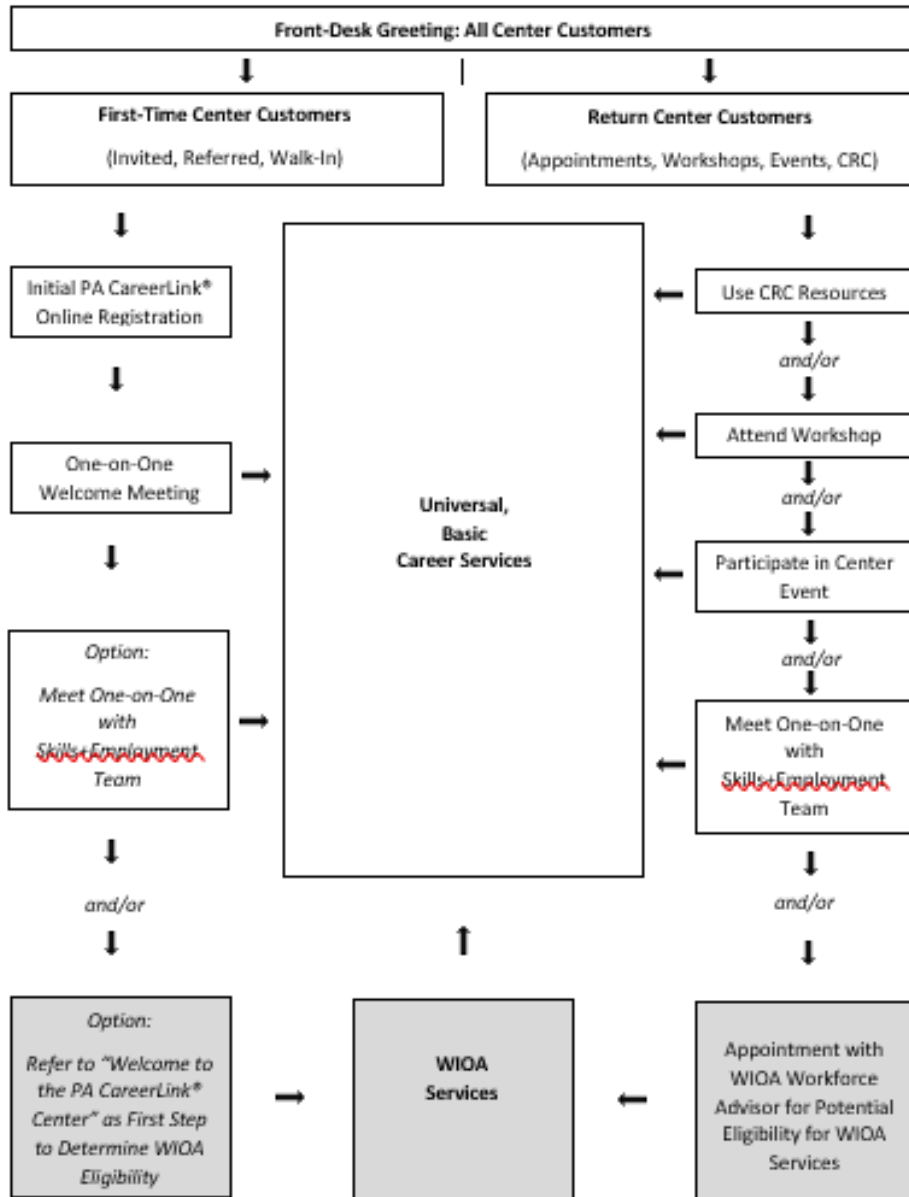 Front-Desk Greeting: All Center Customers
First-Time Center Customers
(Invited, Referred, Walk-In)
Return Center Customers
(Appointments, Workshops, Events, CRC)
Initial PA CareerLink®
Online Registration
Use CRC Resources
and/or
One-on-One
Welcome Meeting
Attend Workshop
and/or
Universal,
Basic
Career Services
Participate in Center
Event
and/or
Option:
Meet One-on-One
with
Skills+Employment
Team
Meet One-on-One
with
Skills+Employment
Team
and/or
and/or
Option:
Refer to “Welcome to
the PA CareerLink®
Center” as First Step
to Determine WIOA
Eligibility
WIOA
Services
Appointment with
WIOA Workforce
Advisor for Potential
Eligibility for WIOA
Services